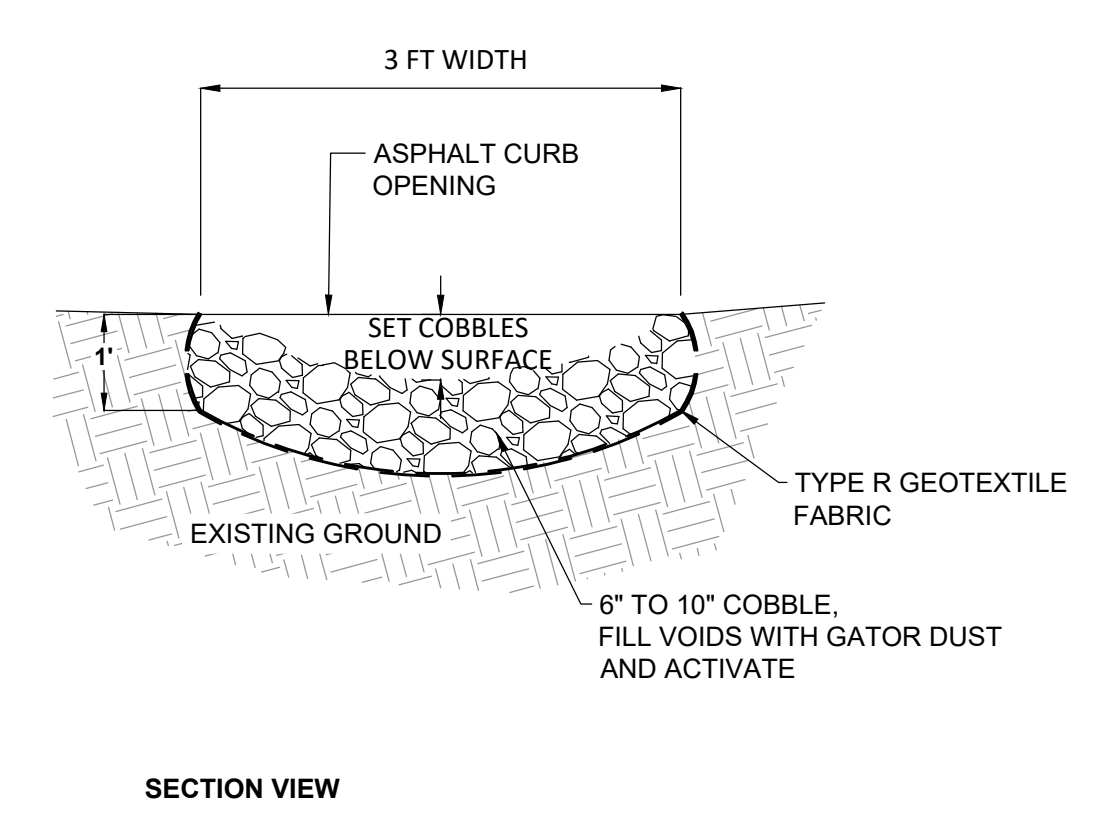 3 FT WIDTH
ASPHALT CURB
OPENING
SET COBBLES
BELOW SURFACE
1'
TYPE R GEOTEXTILE
FABRIC
EXISTING GROUND
6" TO 10" COBBLE,
FILL VOIDS WITH GATOR DUST
AND ACTIVATE
SECTION VIEW